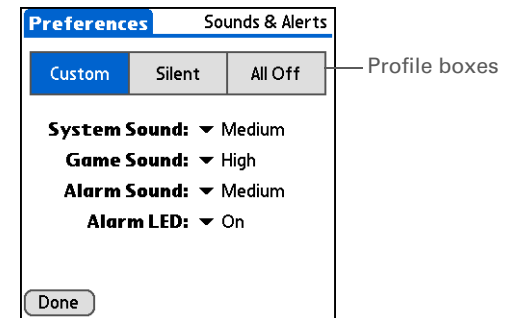 Preferences Sounds & Alerts
Custom Silent All Off Profile boxes
System Sound: Medium
Game Sound: High
Alarm Sound: Medium
Alarm LED: On
Done